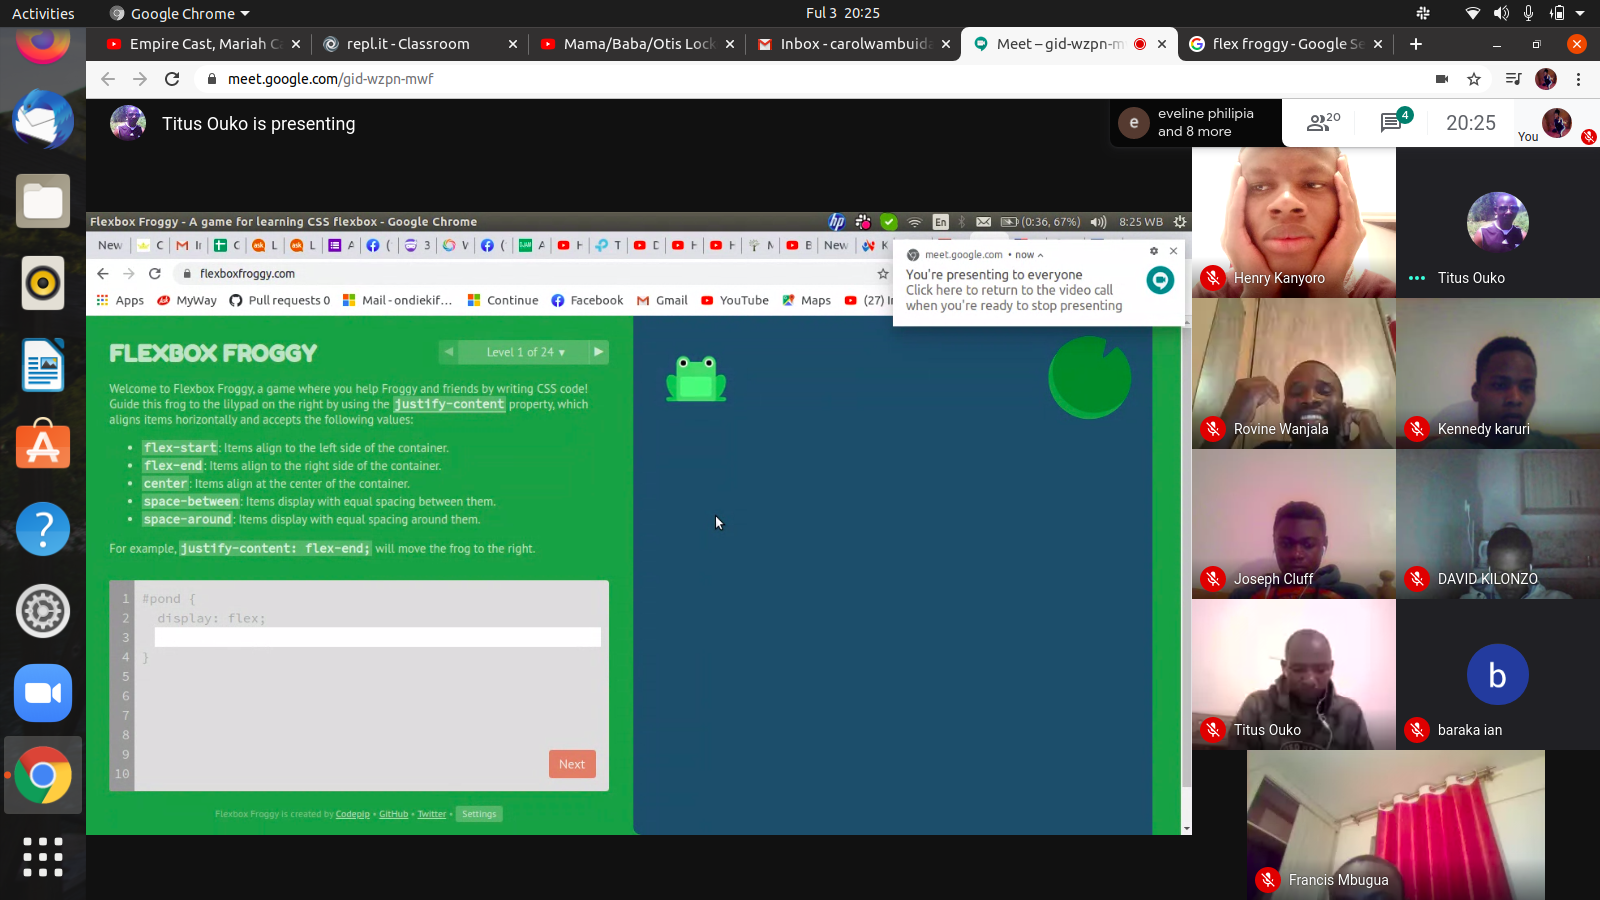 Activities
Google Chrome
Ful 3 20:25
Empire Cast, Mariah C
repl.it - Classroom
Mama/Baba/Otis Lock
Inbox - carolwambuida
Meet – gid-wzpn-m
flex froggy - Google Se
meet.google.com/gid-wzpn-mwf
Titus Ouko is presenting
e
eveline philipia
and 8 more
20
4
20:25
You
Flexbox Froggy - A game for learning CSS flexbox - Google Chrome
hp
En
(0:36, 67%)
8:25 WB
New
flexboxfroggy.com
Apps
MyWay
Pull requests 0
Mail - ondiekif...
Continue
Facebook
Gmail
YouTube
Maps
meet.google.com • now
You're presenting to everyone
Click here to return to the video call
when you're ready to stop presenting
FLEXBOX FROGGY
Level 1 of 24
Welcome to Flexbox Froggy, a game where you help Froggy and friends by writing CSS code!
Guide this frog to the lilypad on the right by using the justify-content property, which
aligns items horizontally and accepts the following values:
• flex-start: Items align to the left side of the container.
• flex-end: Items align to the right side of the container.
• center: Items align at the center of the container.
• space-between: Items display with equal spacing between them.
• space-around: Items display with equal spacing around them.
For example, justify-content: flex-end; will move the frog to the right.
1 #pond {
2 display: flex;
3
4 }
5
6
7
8
9
10
Next
Flexbox Froggy is created by Codepip • GitHub • Twitter • Settings
Henry Kanyoro
Titus Ouko
Rovine Wanjala
Kennedy karuri
Joseph Cluff
DAVID KILONZO
Titus Ouko
b
baraka ian
Francis Mbugua